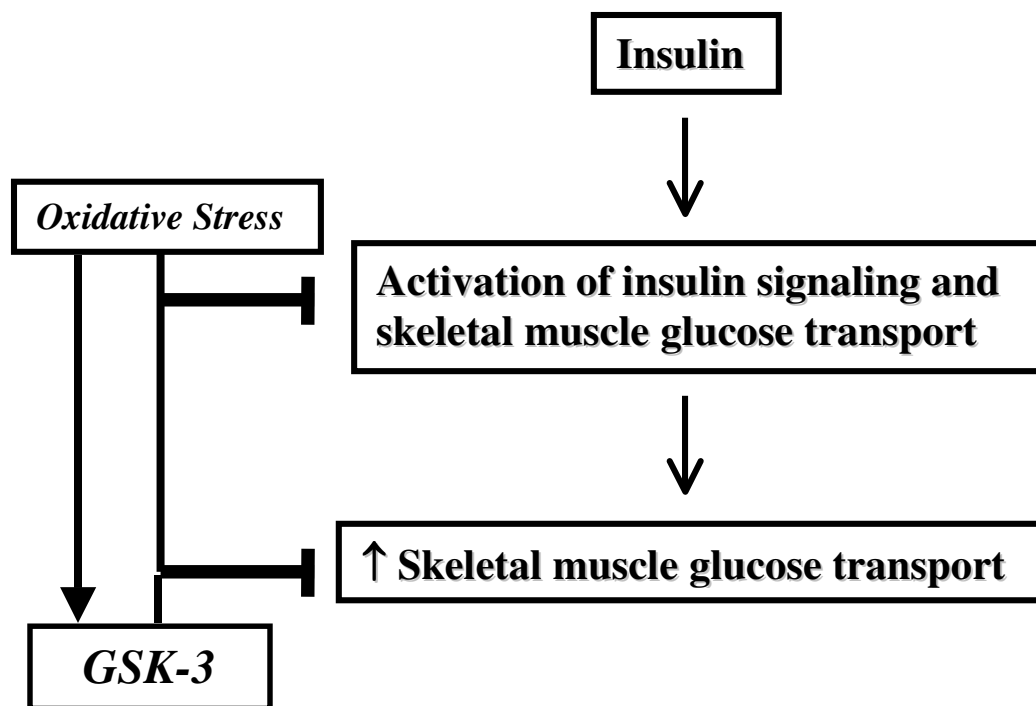 Insulin
Oxidative Stress
Activation of insulin signaling and
skeletal muscle glucose transport
↑ Skeletal muscle glucose transport
GSK-3